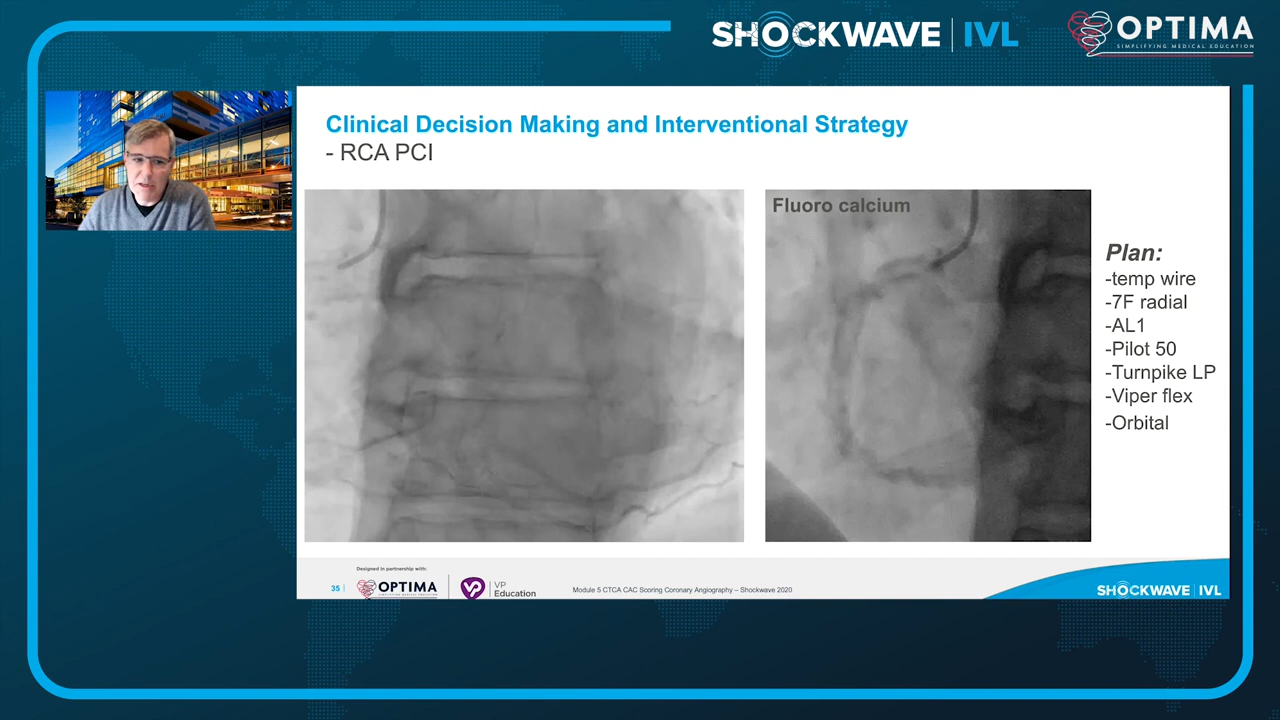 SHOCKWAVE | IVL
OPTIMA
SIMPLIFYING MEDICAL EDUCATION
Clinical Decision Making and Interventional Strategy
- RCA PCI
Fluoro calcium
Plan:
-temp wire
-7F radial
-AL1
-Pilot 50
-Turnpike LP
-Viper flex
-Orbital
Designed in partnership with:
35 |
OPTIMA
VP
VP
Education
Module 5 CTCA CAC Scoring Coronary Angiography – Shockwave 2020
SHOCKWAVE | IVL